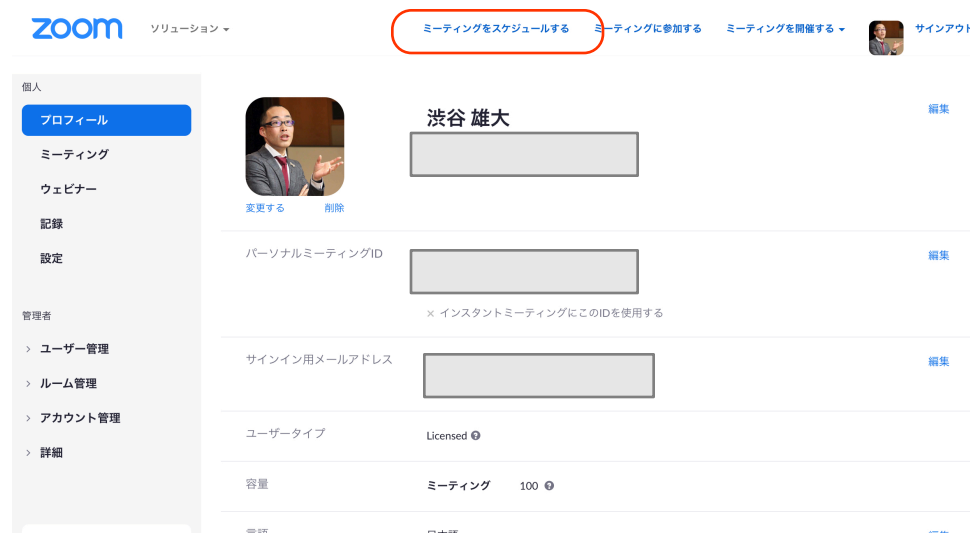 zoom ソリューション ミーティングをスケジュールする ミーティングに参加する ミーティングを開催する サインアウト
個人
プロフィール
ミーティング
ウェビナー
記録
設定
管理者
ユーザー管理
ルーム管理
アカウント管理
詳細
渋谷 雄大
編集
変更する 削除
パーソナルミーティングID
編集
× インスタントミーティングにこのIDを使用する
サインイン用メールアドレス
編集
ユーザータイプ
Licensed
容量
ミーティング 100